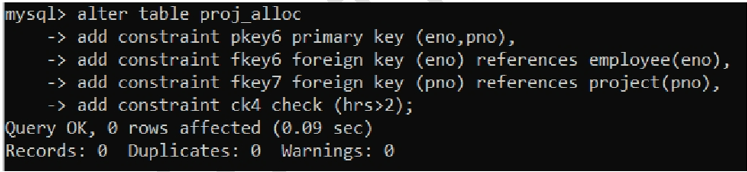 mysql> alter table proj_alloc
    -> add constraint pkey6 primary key (eno,pno),
    -> add constraint fkey6 foreign key (eno) references employee(eno),
    -> add constraint fkey7 foreign key (pno) references project(pno),
    -> add constraint ck4 check (hrs>2);
Query OK, 0 rows affected (0.09 sec)
Records: 0  Duplicates: 0  Warnings: 0